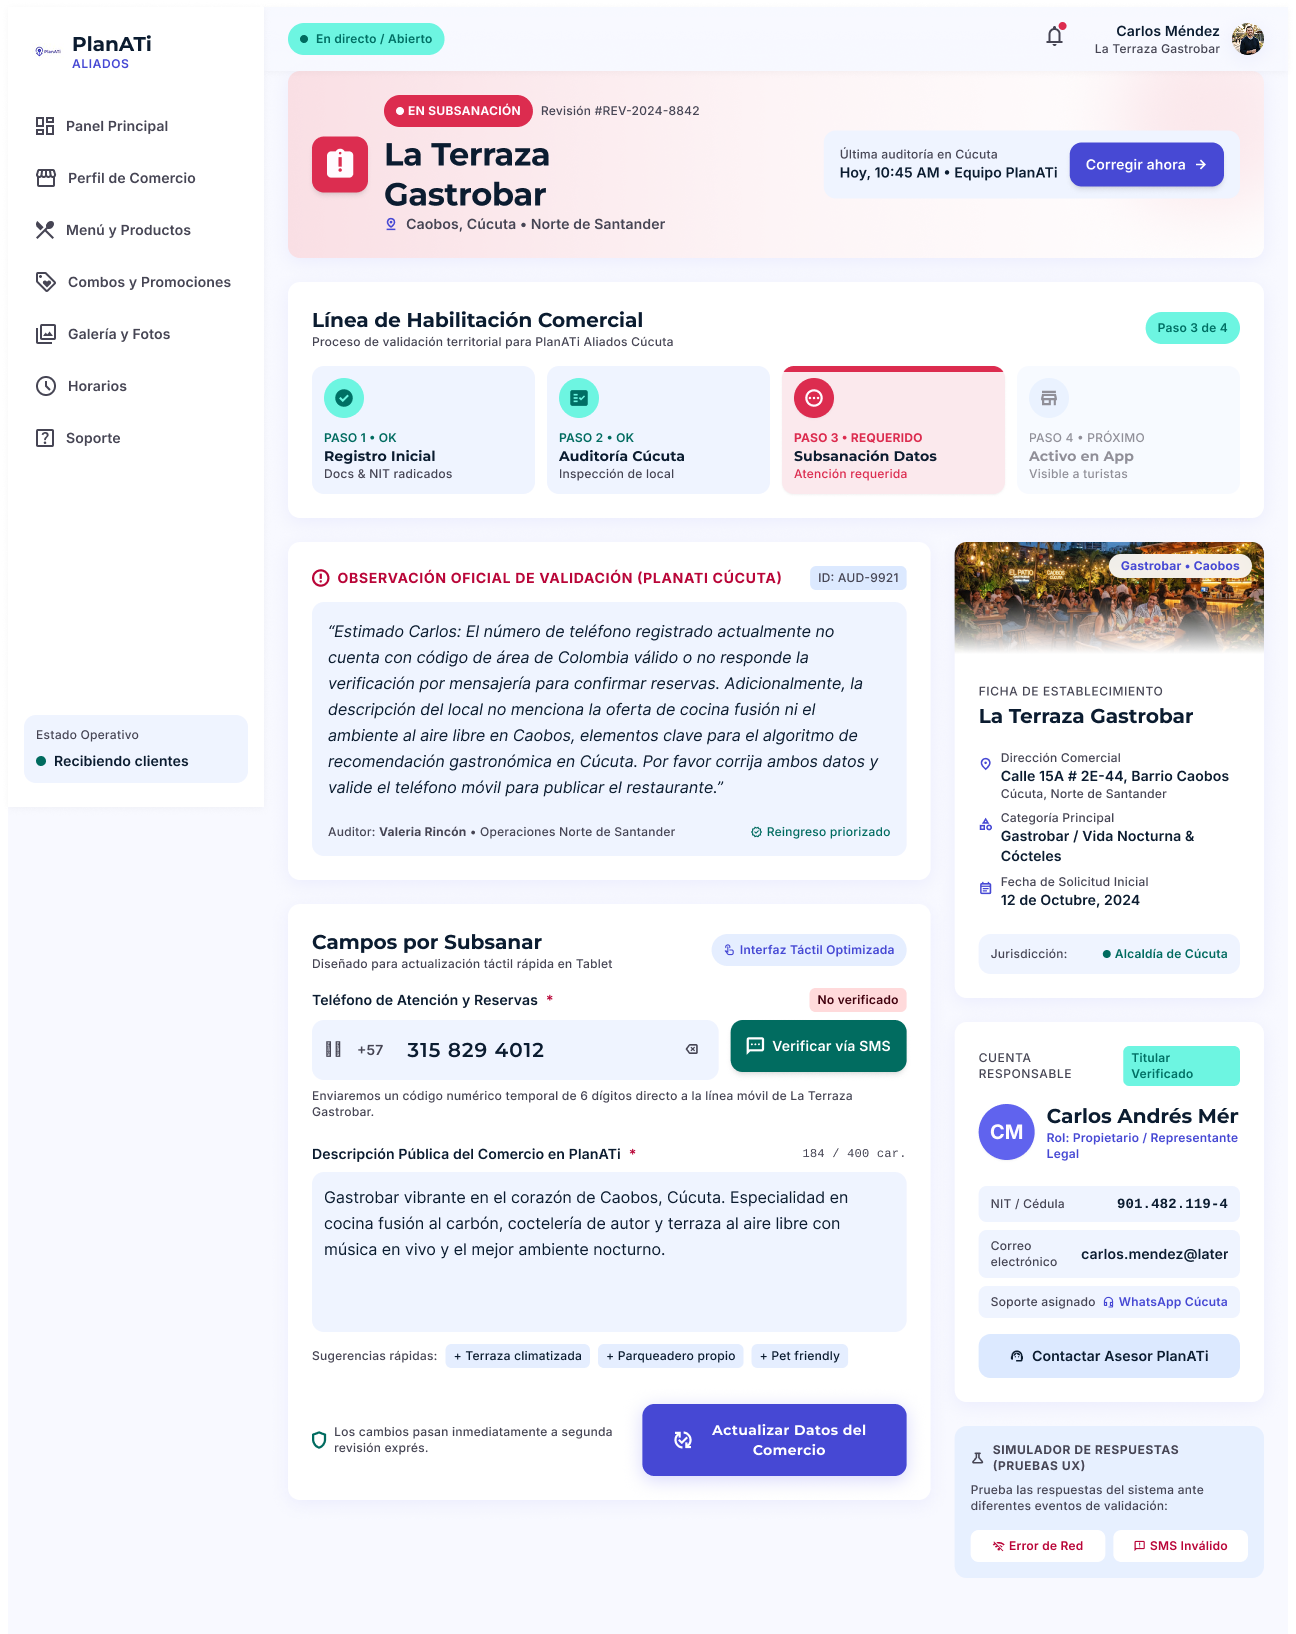 PlanATi
ALIADOS
Panel Principal
Perfil de Comercio
Menú y Productos
Combos y Promociones
Galería y Fotos
Horarios
Soporte
Estado Operativo
Recibiendo clientes
En directo / Abierto
Carlos Méndez
La Terraza Gastrobar
EN SUBSANACIÓN
Revisión #REV-2024-8842
La Terraza
Gastrobar
Caobos, Cúcuta • Norte de Santander
Última auditoría en Cúcuta
Hoy, 10:45 AM • Equipo PlanATi
Corregir ahora
Línea de Habilitación Comercial
Proceso de validación territorial para PlanATi Aliados Cúcuta
Paso 3 de 4
PASO 1 • OK
Registro Inicial
Docs & NIT radicados
PASO 2 • OK
Auditoría Cúcuta
Inspección de local
PASO 3 • REQUERIDO
Subsanación Datos
Atención requerida
PASO 4 • PRÓXIMO
Activo en App
Visible a turistas
OBSERVACIÓN OFICIAL DE VALIDACIÓN (PLANATI CÚCUTA)
ID: AUD-9921
“Estimado Carlos: El número de teléfono registrado actualmente no
cuenta con código de área de Colombia válido o no responde la
verificación por mensajería para confirmar reservas. Adicionalmente, la
descripción del local no menciona la oferta de cocina fusión ni el
ambiente al aire libre en Caobos, elementos clave para el algoritmo de
recomendación gastronómica en Cúcuta. Por favor corrija ambos datos y
valide el teléfono móvil para publicar el restaurante.”
Auditor: Valeria Rincón • Operaciones Norte de Santander
Reingreso priorizado
Campos por Subsanar
Diseñado para actualización táctil rápida en Tablet
Interfaz Táctil Optimizada
Teléfono de Atención y Reservas *
No verificado
+57
315 829 4012
Verificar vía SMS
Enviaremos un código numérico temporal de 6 dígitos directo a la línea móvil de La Terraza
Gastrobar.
Descripción Pública del Comercio en PlanATi *
184 / 400 car.
Gastrobar vibrante en el corazón de Caobos, Cúcuta. Especialidad en
cocina fusión al carbón, coctelería de autor y terraza al aire libre con
música en vivo y el mejor ambiente nocturno.
Sugerencias rápidas:
+ Terraza climatizada
+ Parqueadero propio
+ Pet friendly
Los cambios pasan inmediatamente a segunda
revisión exprés.
Actualizar Datos del
Comercio
Gastrobar • Caobos
FICHA DE ESTABLECIMIENTO
La Terraza Gastrobar
Dirección Comercial
Calle 15A # 2E-44, Barrio Caobos
Cúcuta, Norte de Santander
Categoría Principal
Gastrobar / Vida Nocturna &
Cócteles
Fecha de Solicitud Inicial
12 de Octubre, 2024
Jurisdicción:
Alcaldía de Cúcuta
CUENTA
RESPONSABLE
Titular
Verificado
CM
Carlos Andrés Mér
Rol: Propietario / Representante
Legal
NIT / Cédula
901.482.119-4
Correo
electrónico
carlos.mendez@later
Soporte asignado
WhatsApp Cúcuta
Contactar Asesor PlanATi
SIMULADOR DE RESPUESTAS
(PRUEBAS UX)
Prueba las respuestas del sistema ante
diferentes eventos de validación:
Error de Red
SMS Inválido